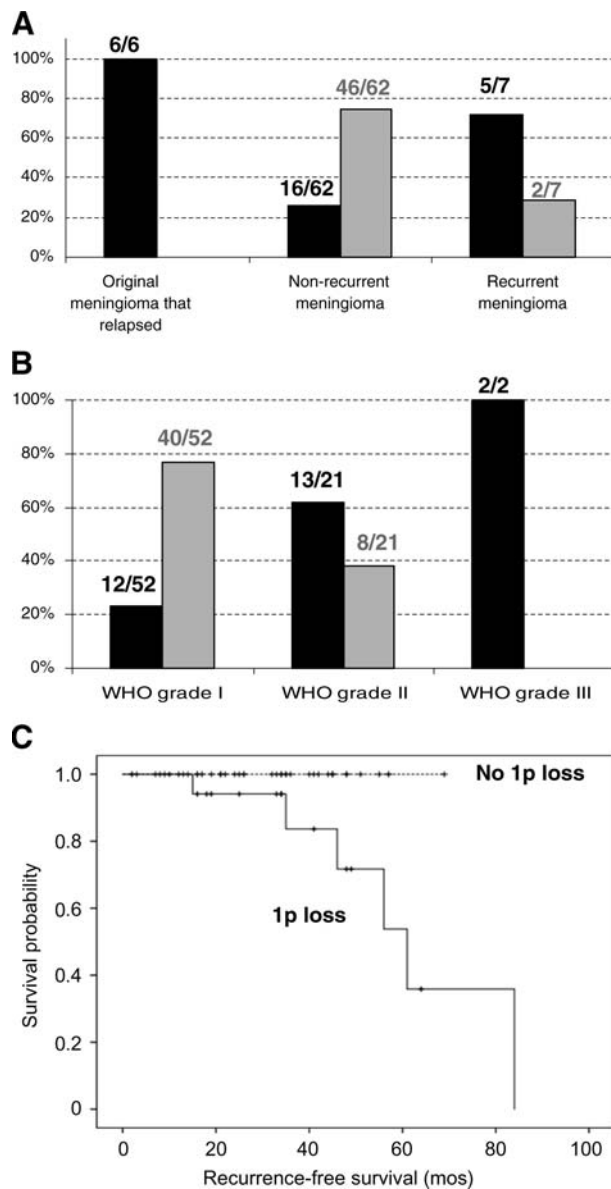 A
6/6
46/62
5/7
16/62
2/7
100%
80%
60%
40%
20%
0%
Original
meningioma that
relapsed
Non-recurrent
meningioma
Recurrent
meningioma
B
2/2
40/52
13/21
8/21
12/52
100%
80%
60%
40%
20%
0%
WHO grade I
WHO grade II
WHO grade III
C
No 1p loss
1p loss
Survival probability
1.0
0.8
0.6
0.4
0.2
0
0 20 40 60 80 100
Recurrence-free survival (mos)